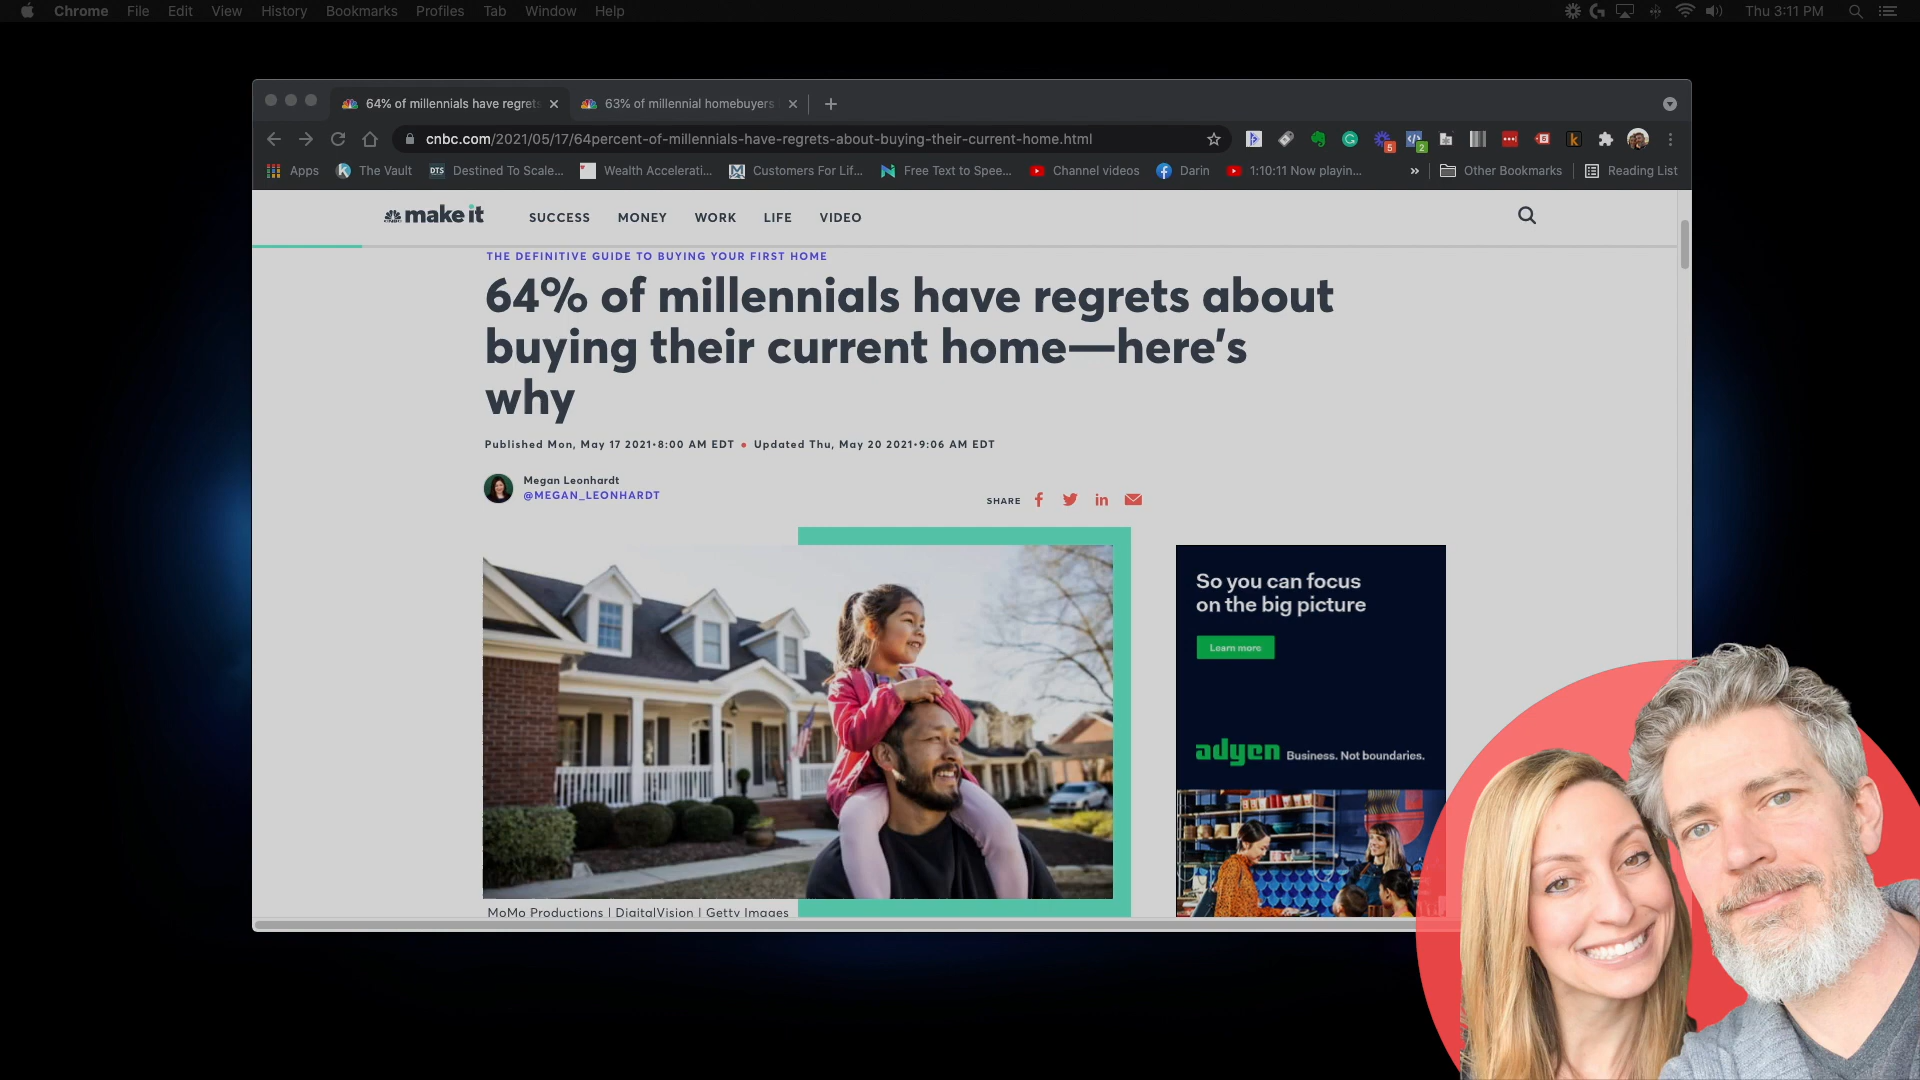 Chrome File Edit View History Bookmarks Profiles Tab Window Help
Thu 3:11 PM
64% of millennials have regrets
63% of millennial homebuyers
cnbc.com/2021/05/17/64percent-of-millennials-have-regrets-about-buying-their-current-home.html
5
2
Apps The Vault DTS Destined To Scale... Wealth Accelerati... Customers For Lif... Free Text to Spee... Channel videos Darin 1:10:11 Now playin... » Other Bookmarks Reading List
make it
SUCCESS MONEY WORK LIFE VIDEO
THE DEFINITIVE GUIDE TO BUYING YOUR FIRST HOME
64% of millennials have regrets about
buying their current home—here's
why
Published Mon, May 17 2021•8:00 AM EDT • Updated Thu, May 20 2021•9:06 AM EDT
Megan Leonhardt
@MEGAN_LEONHARDT
SHARE
So you can focus
on the big picture
Learn more
adyen Business. Not boundaries.
MoMo Productions | DigitalVision | Getty Images